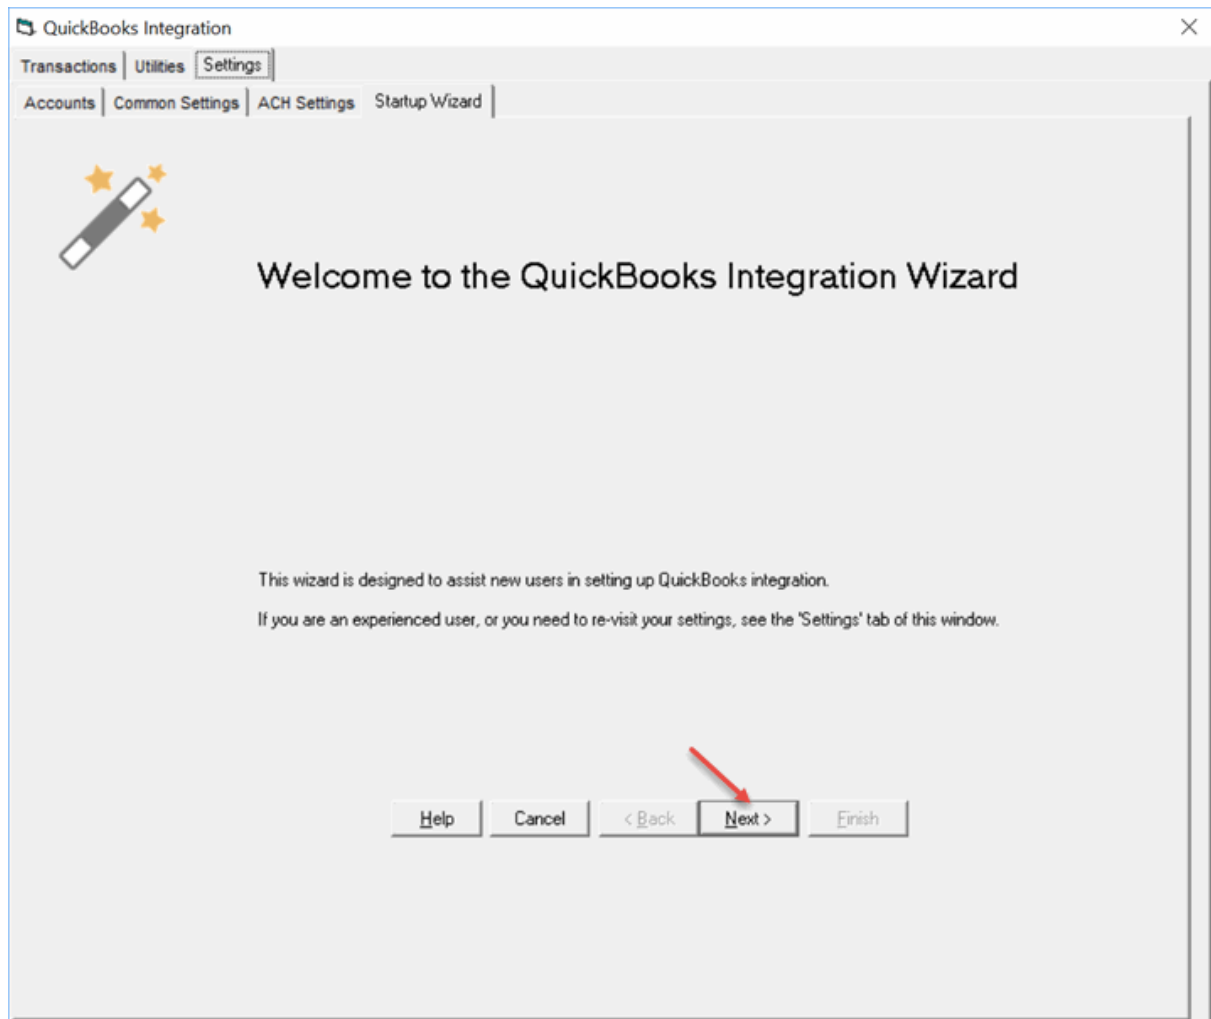 QuickBooks Integration
Transactions Utilities Settings
Accounts Common Settings ACH Settings Startup Wizard
Welcome to the QuickBooks Integration Wizard
This wizard is designed to assist new users in setting up QuickBooks integration.
If you are an experienced user, or you need to re-visit your settings, see the 'Settings' tab of this window.
Help Cancel < Back Next > Finish